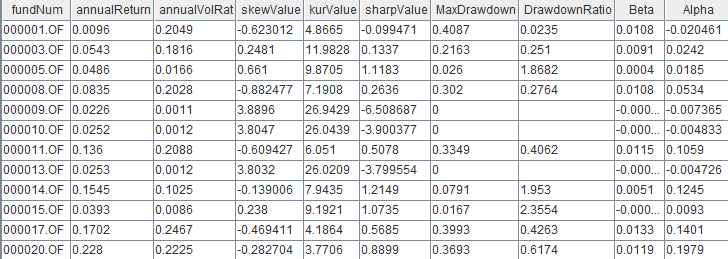 fundNum annualReturn annualVolRat skewValue kurValue sharpValue MaxDrawdown DrawdownRatio Beta Alpha
000001.OF 0.0096 0.2049 -0.623012 4.8665 -0.099471 0.4087 0.0235 0.0108 -0.020461
000003.OF 0.0543 0.1816 0.2481 11.9828 0.1337 0.2163 0.251 0.0091 0.0242
000005.OF 0.0486 0.0166 0.661 9.8705 1.1183 0.026 1.8682 0.0004 0.0185
000008.OF 0.0835 0.2028 -0.882477 7.1908 0.2636 0.302 0.2764 0.0108 0.0534
000009.OF 0.0226 0.0011 3.8896 26.9429 -6.508687 0 -0.000... -0.007365
000010.OF 0.0252 0.0012 3.8047 26.0439 -3.900377 0 -0.000... -0.004833
000011.OF 0.136 0.2088 -0.609427 6.051 0.5078 0.3349 0.4062 0.0115 0.1059
000013.OF 0.0253 0.0012 3.8032 26.0209 -3.799554 0 -0.000... -0.004726
000014.OF 0.1545 0.1025 -0.139006 7.9435 1.2149 0.0791 1.953 0.0051 0.1245
000015.OF 0.0393 0.0086 0.238 9.1921 1.0735 0.0167 2.3554 -0.000... 0.0093
000017.OF 0.1702 0.2467 -0.469411 4.1864 0.5685 0.3993 0.4263 0.0133 0.1401
000020.OF 0.228 0.2225 -0.282704 3.7706 0.8899 0.3693 0.6174 0.0119 0.1979